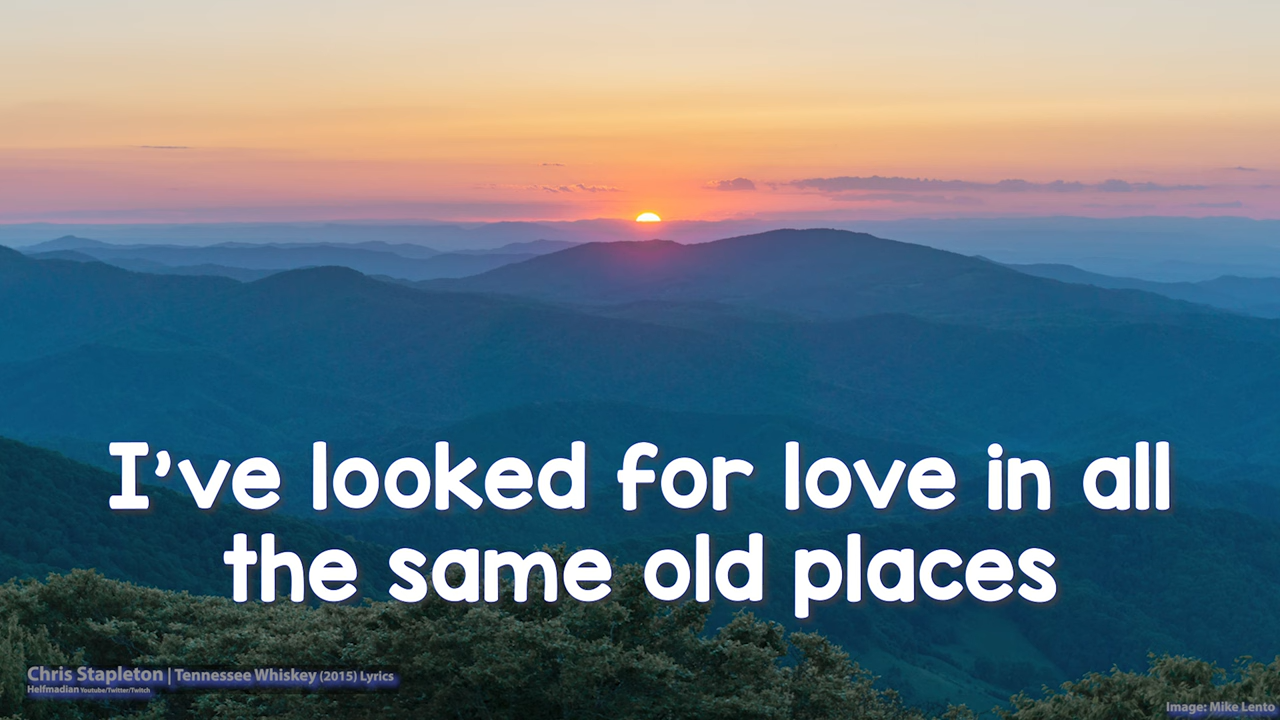 I've looked for love in all
the same old places
Chris Stapleton | Tennessee Whiskey (2015) Lyrics
Helfmadian Youtube/Twitter/Twitch
Image: Mike Lento